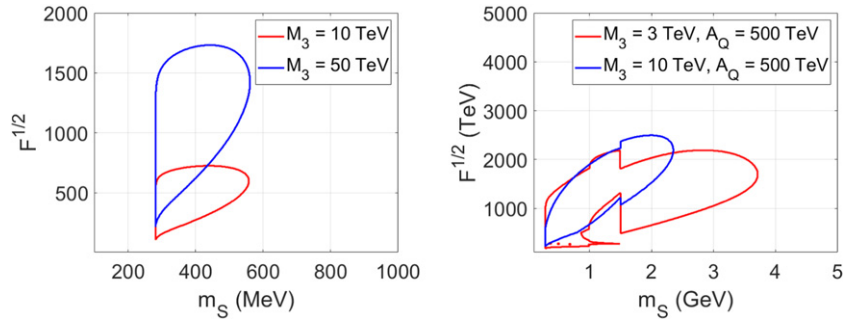 2000
1500
1000
500
F^{1/2}
M_3 = 10 TeV
M_3 = 50 TeV
200 400 600 800 1000
m_S (MeV)
5000
4000
3000
2000
1000
F^{1/2} (TeV)
M_3 = 3 TeV, A_Q = 500 TeV
M_3 = 10 TeV, A_Q = 500 TeV
1 2 3 4 5
m_S (GeV)